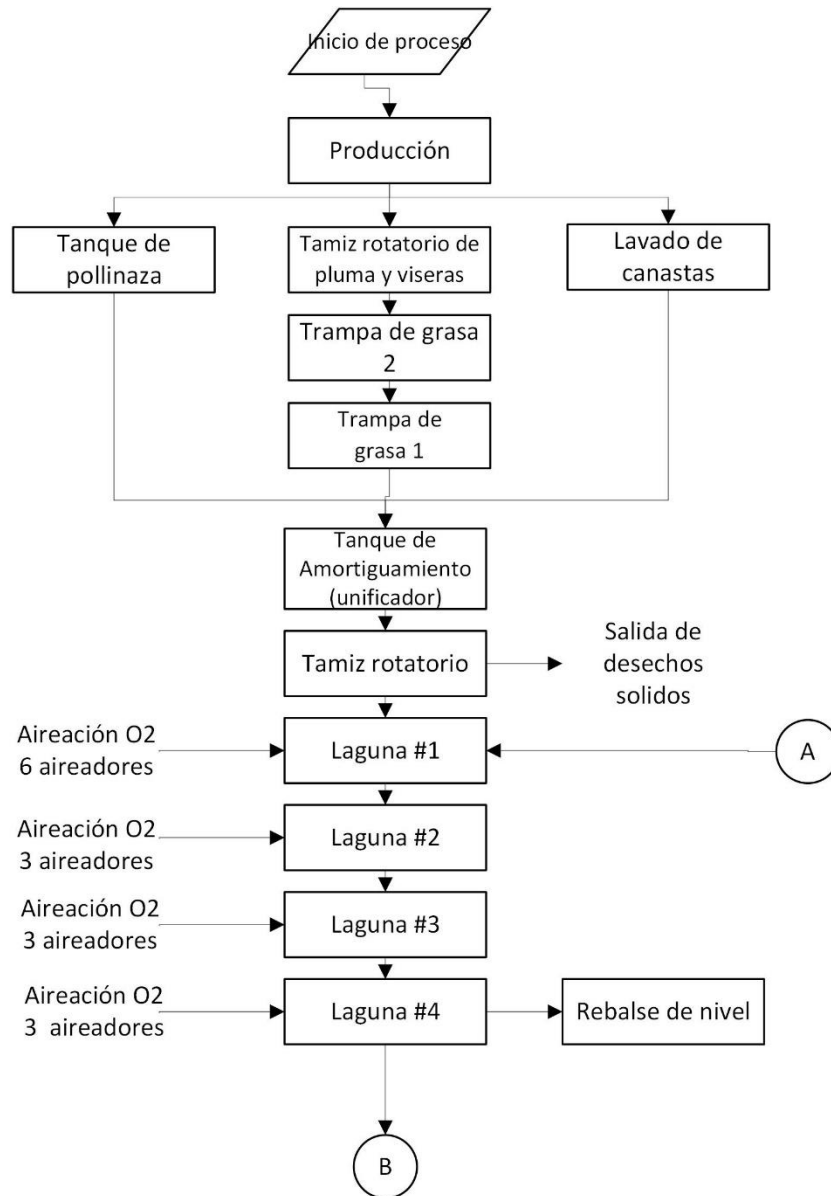 Inicio de proceso
Producción
Tanque de
pollinaza
Tamiz rotatorio de
pluma y viseras
Lavado de
canastas
Trampa de grasa
2
Trampa de
grasa 1
Tanque de
Amortiguamiento
(unificador)
Tamiz rotatorio
Salida de
desechos
solidos
Aireación O2
6 aireadores
Laguna #1
A
Aireación O2
3 aireadores
Laguna #2
Aireación O2
3 aireadores
Laguna #3
Aireación O2
3 aireadores
Laguna #4
Rebalse de nivel
B